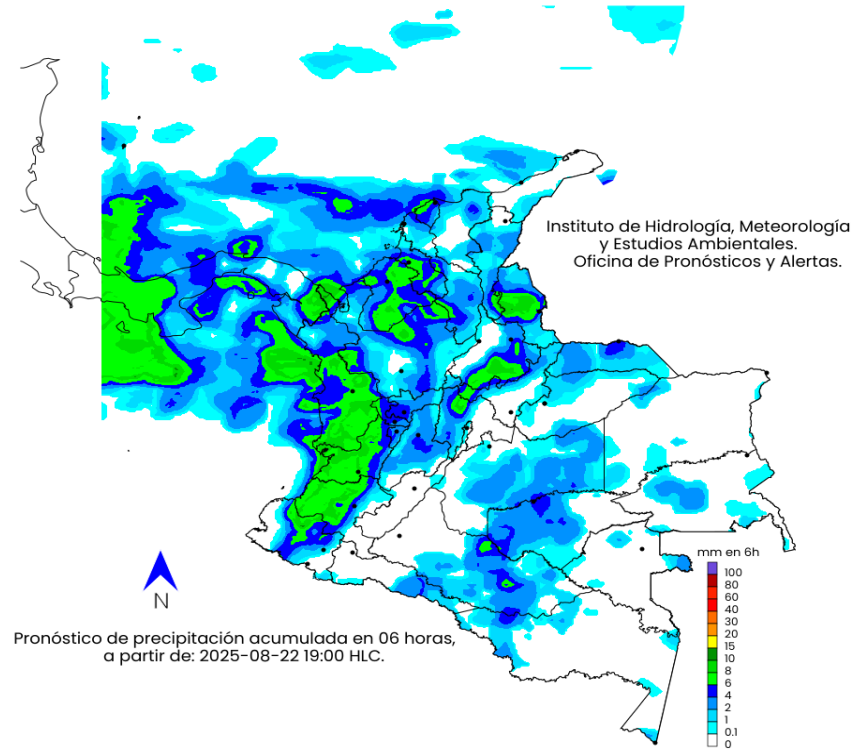 Instituto de Hidrología, Meteorología
y Estudios Ambientales.
Oficina de Pronósticos y Alertas.
mm en 6h
100
80
60
40
30
20
15
10
8
6
4
2
1
0.1
0
N
Pronóstico de precipitación acumulada en 06 horas,
a partir de: 2025-08-22 19:00 HLC.